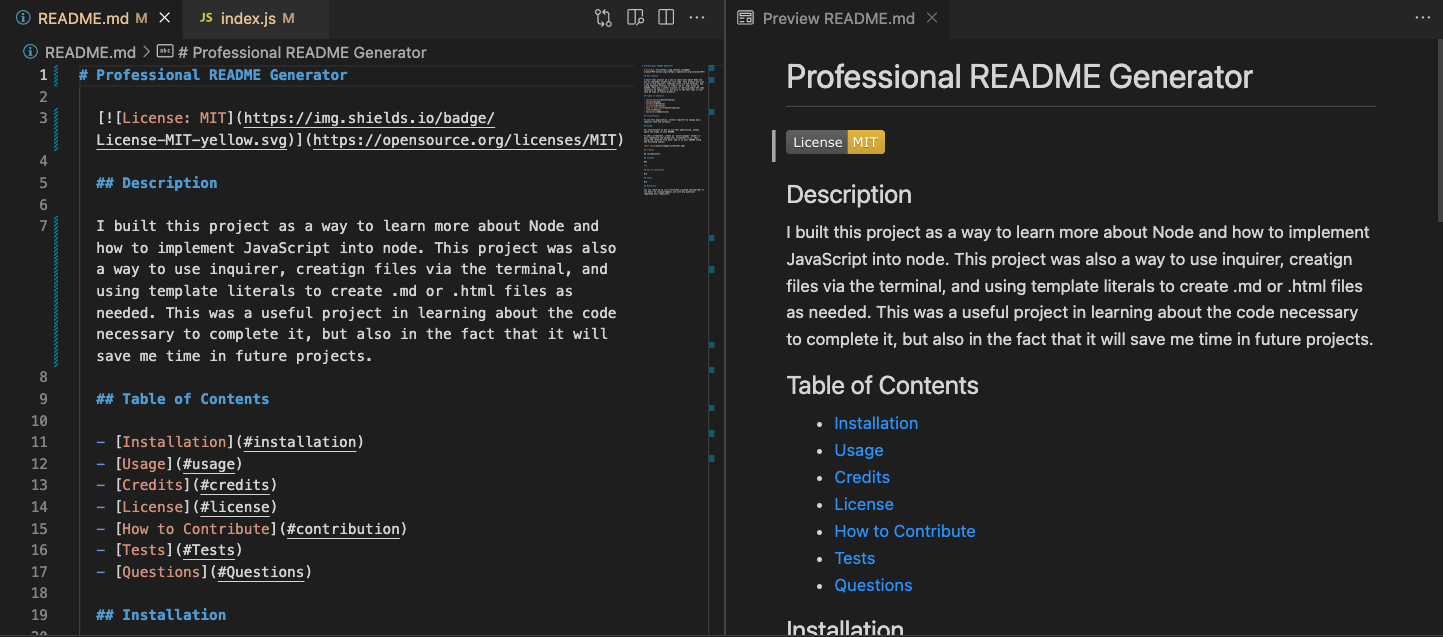 README.md M
JS index.js M
Preview README.md
README.md > # Professional README Generator
1 # Professional README Generator
2
3 [![License: MIT](https://img.shields.io/badge/
License-MIT-yellow.svg)](https://opensource.org/licenses/MIT)
4
5 ## Description
6
7 I built this project as a way to learn more about Node and
how to implement JavaScript into node. This project was also
a way to use inquirer, creatign files via the terminal, and
using template literals to create .md or .html files as
needed. This was a useful project in learning about the code
necessary to complete it, but also in the fact that it will
save me time in future projects.
8
9 ## Table of Contents
10
11 - [Installation](#installation)
12 - [Usage](#usage)
13 - [Credits](#credits)
14 - [License](#license)
15 - [How to Contribute](#contribution)
16 - [Tests](#Tests)
17 - [Questions](#Questions)
18
19 ## Installation
Professional README Generator
License MIT
Description
I built this project as a way to learn more about Node and how to implement
JavaScript into node. This project was also a way to use inquirer, creatign
files via the terminal, and using template literals to create .md or .html files
as needed. This was a useful project in learning about the code necessary
to complete it, but also in the fact that it will save me time in future projects.
Table of Contents
• Installation
• Usage
• Credits
• License
• How to Contribute
• Tests
• Questions
Installation